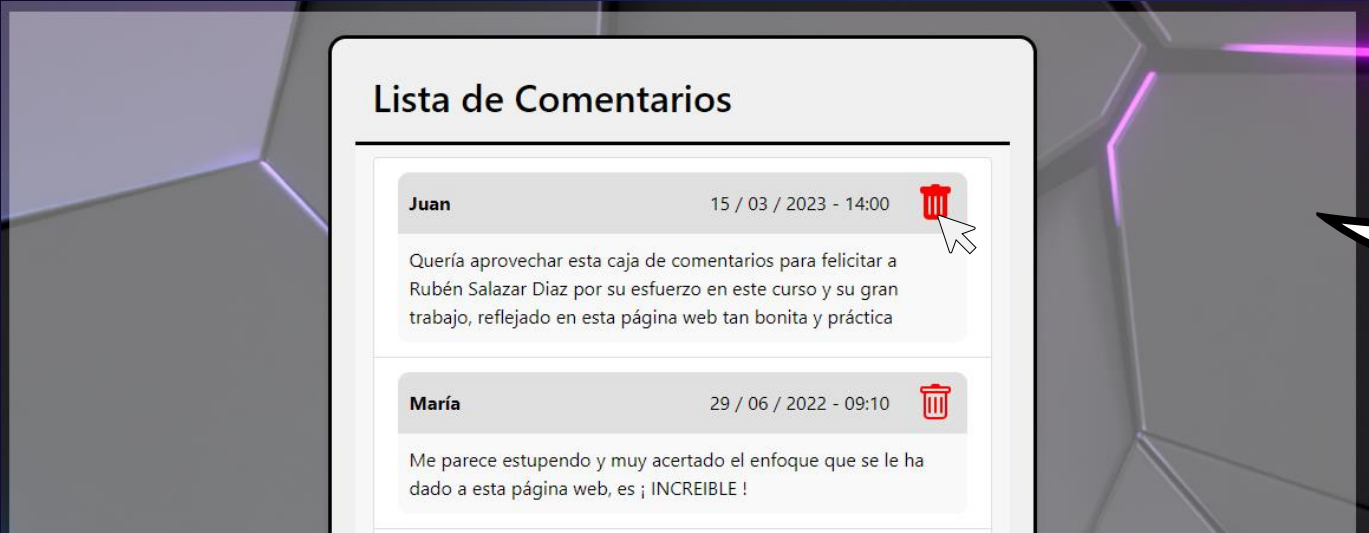 Lista de Comentarios
Juan 15 / 03 / 2023 - 14:00
Quería aprovechar esta caja de comentarios para felicitar a
Rubén Salazar Diaz por su esfuerzo en este curso y su gran
trabajo, reflejado en esta página web tan bonita y práctica
María 29 / 06 / 2022 - 09:10
Me parece estupendo y muy acertado el enfoque que se le ha
dado a esta página web, es ¡ INCREIBLE !